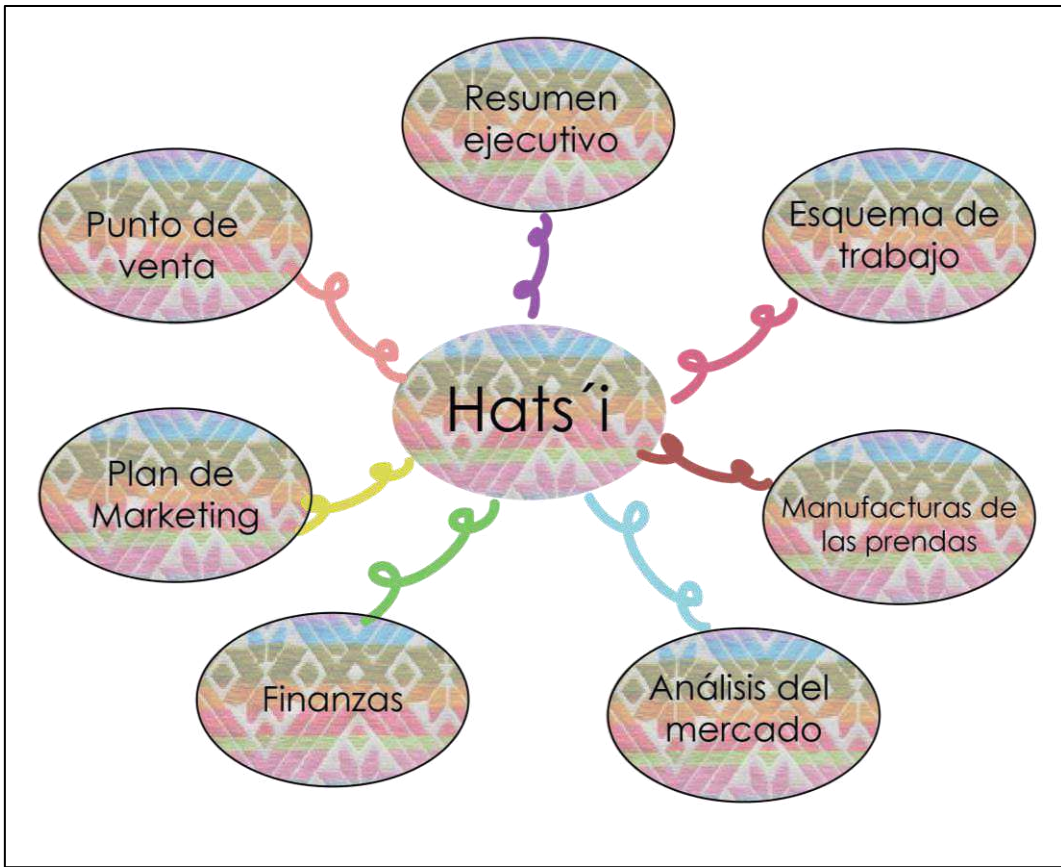 Resumen
ejecutivo
Punto de
venta
Esquema de
trabajo
Hats´i
Plan de
Marketing
Manufacturas de
las prendas
Finanzas
Análisis del
mercado